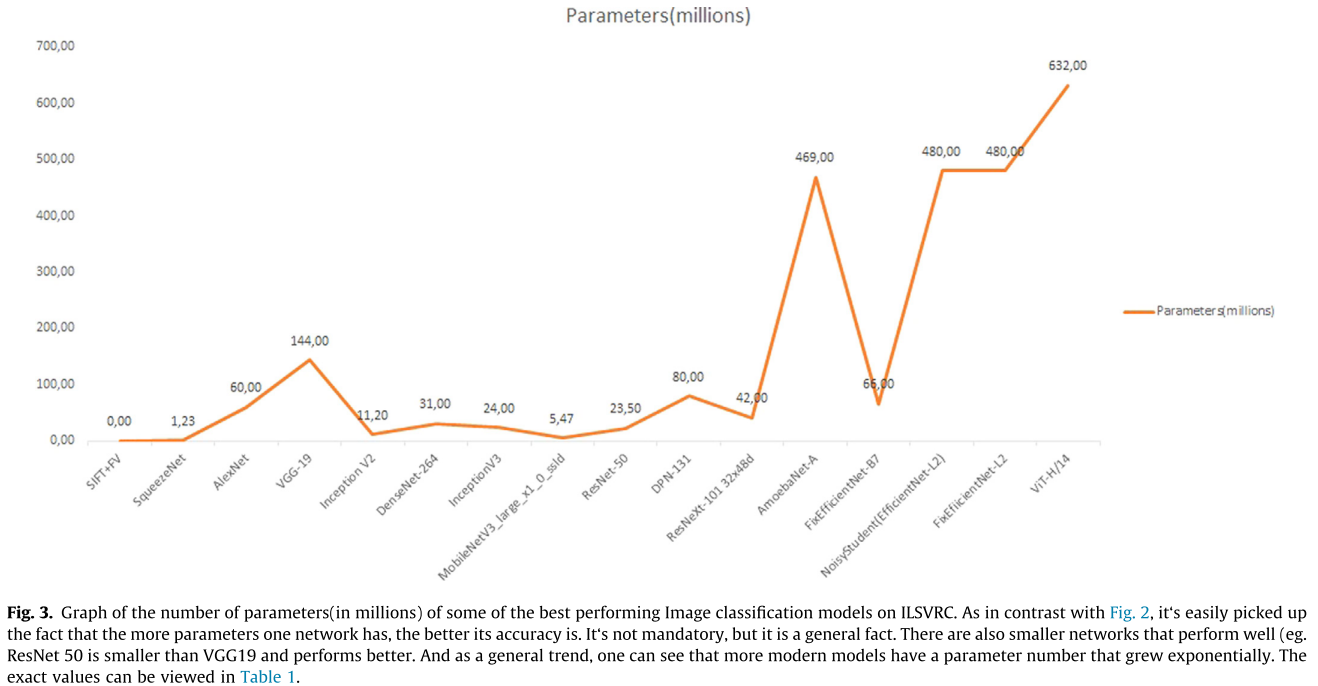 Parameters(millions)
700,00
600,00
500,00
400,00
300,00
200,00
100,00
0,00
0,00
1,23
60,00
144,00
11,20
31,00
24,00
5,47
23,50
80,00
42,00
469,00
66,00
480,00
480,00
632,00
SIFT+FV
SqueezeNet
AlexNet
VGG-19
Inception V2
DenseNet-264
InceptionV3
MobileNetV3_large_x1_0_ssld
ResNet-50
DPN-131
ResNeXt-101 32x48d
AmoebaNet-A
FixEfficientNet-B7
NoisyStudent(EfficientNet-L2)
FixEfiicientNet-L2
ViT-H/14
Parameters(millions)
Fig. 3. Graph of the number of parameters(in millions) of some of the best performing Image classification models on ILSVRC. As in contrast with Fig. 2, it‘s easily picked up
the fact that the more parameters one network has, the better its accuracy is. It‘s not mandatory, but it is a general fact. There are also smaller networks that perform well (eg.
ResNet 50 is smaller than VGG19 and performs better. And as a general trend, one can see that more modern models have a parameter number that grew exponentially. The
exact values can be viewed in Table 1.